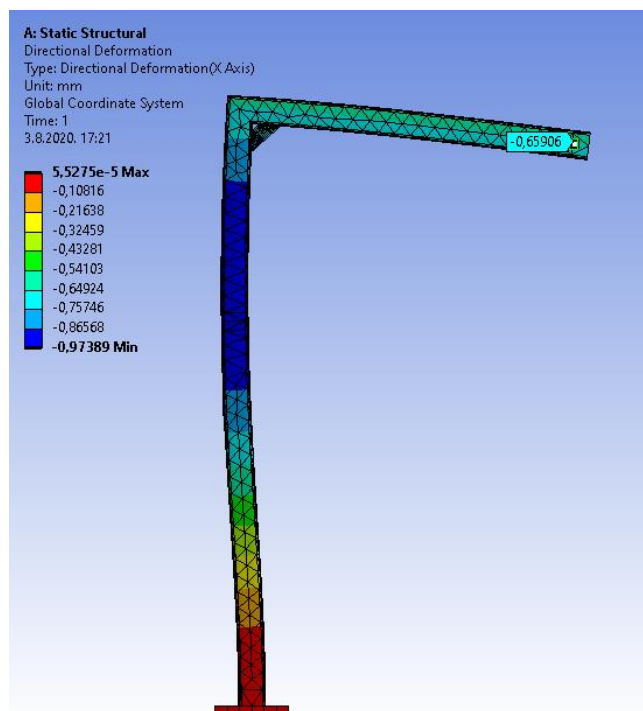 A: Static Structural
Directional Deformation
Type: Directional Deformation(X Axis)
Unit: mm
Global Coordinate System
Time: 1
3.8.2020. 17:21
5,5275e-5 Max
-0,10816
-0,21638
-0,32459
-0,43281
-0,54103
-0,64924
-0,75746
-0,86568
-0,97389 Min
-0,65906